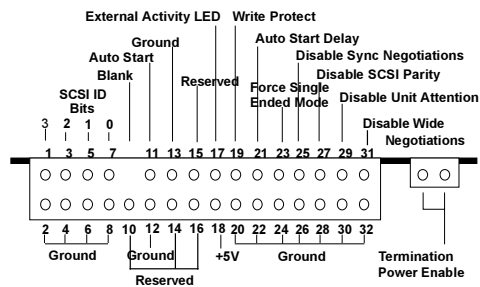 External Activity LED Write Protect
Ground
Auto Start Delay
Auto Start
Disable Sync Negotiations
Blank
Reserved
Disable SCSI Parity
Force Single
Ended Mode
SCSI ID
Bits
Disable Unit Attention
3 2 1 0
Disable Wide
Negotiations
1 3 5 7 11 13 15 17 19 21 23 25 27 29 31
2 4 6 8 10 12 14 16 18 20 22 24 26 28 30 32
Ground
Ground
+5V
Ground
Reserved
Termination
Power Enable